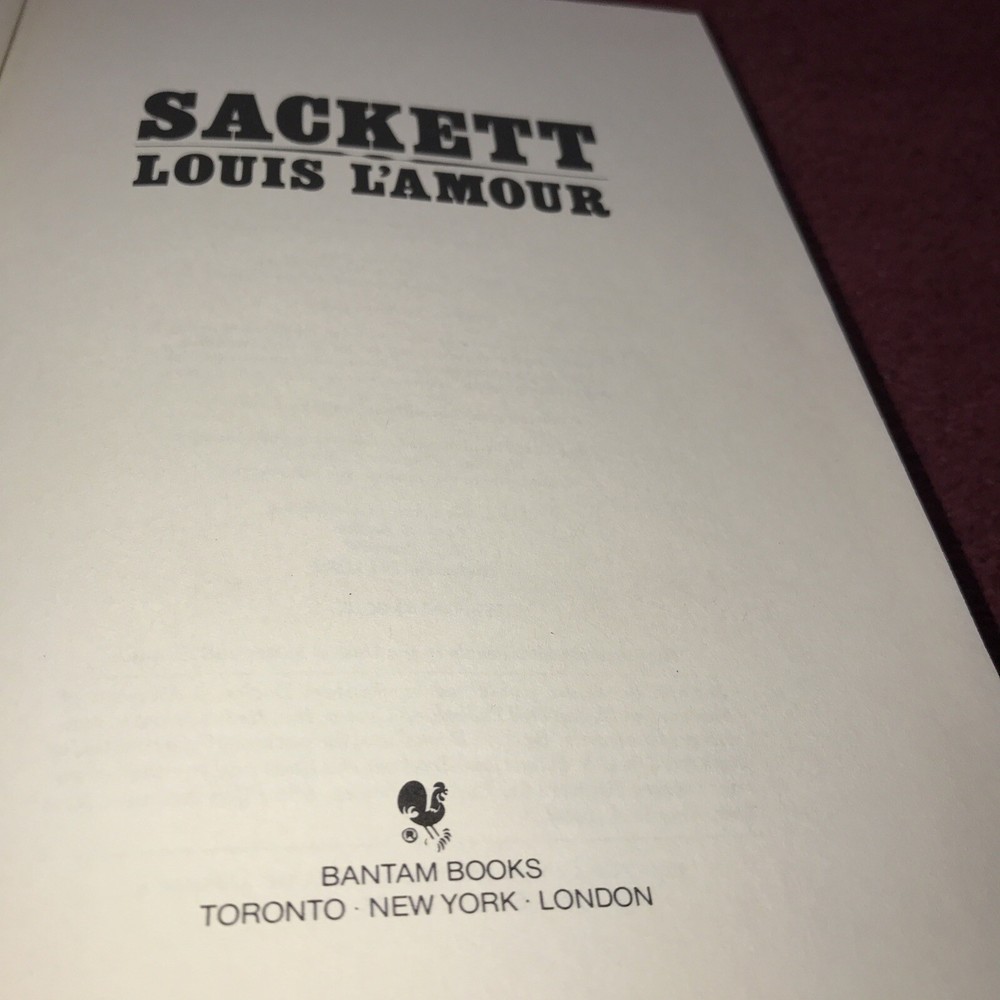 SACKETT
LOUIS L'AMOUR
®
BANTAM BOOKS
TORONTO · NEW YORK · LONDON